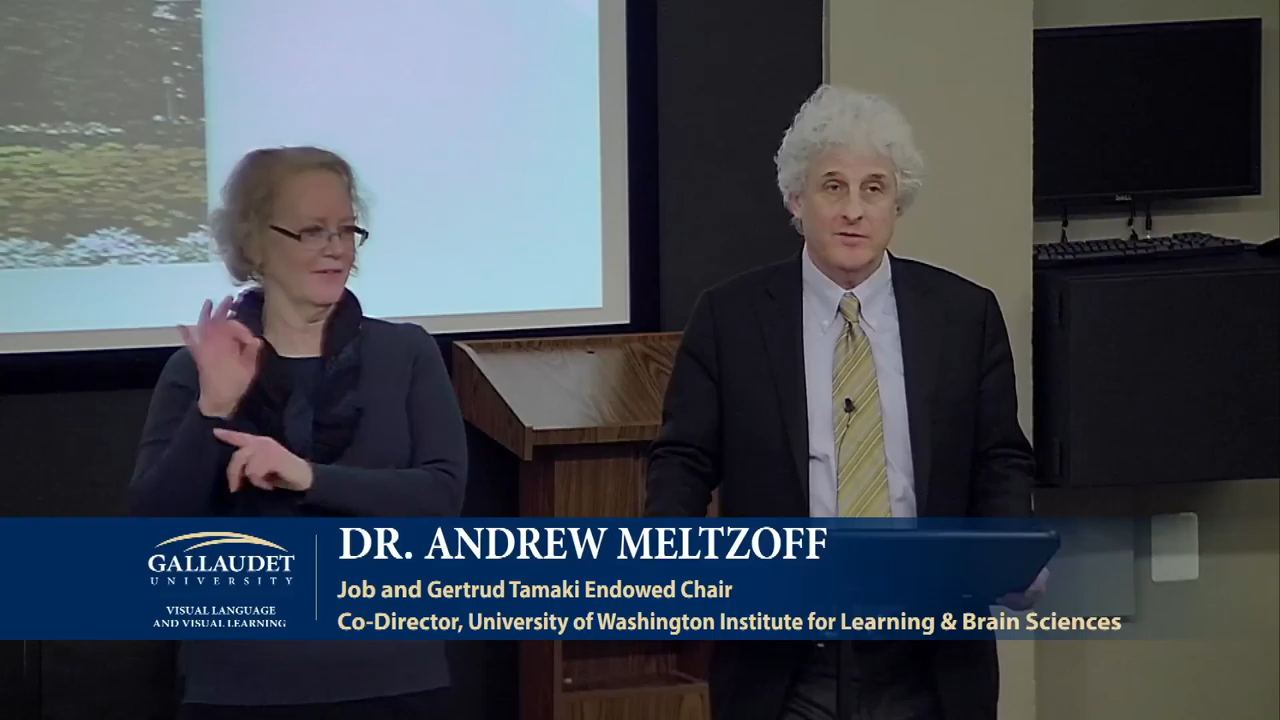 DELL
DR. ANDREW MELTZOFF
GALLAUDET
UNIVERSITY
VISUAL LANGUAGE
AND VISUAL LEARNING
Job and Gertrud Tamaki Endowed Chair
Co-Director, University of Washington Institute for Learning & Brain Sciences